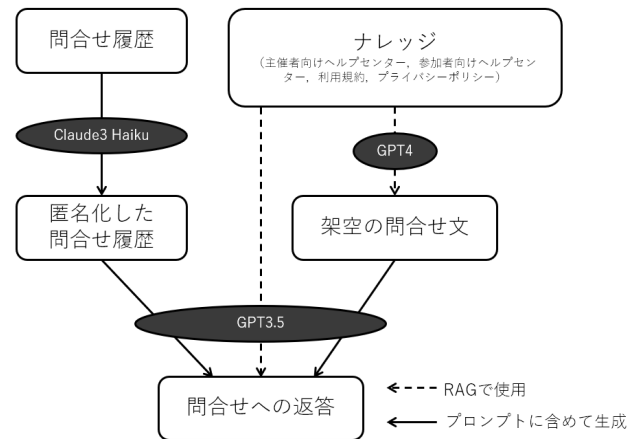 問合せ履歴
ナレッジ
（主催者向けヘルプセンター，参加者向けヘルプセン
ター，利用規約，プライバシーポリシー）
Claude3 Haiku
GPT4
匿名化した
問合せ履歴
架空の問合せ文
GPT3.5
問合せへの返答
RAGで使用
プロンプトに含めて生成